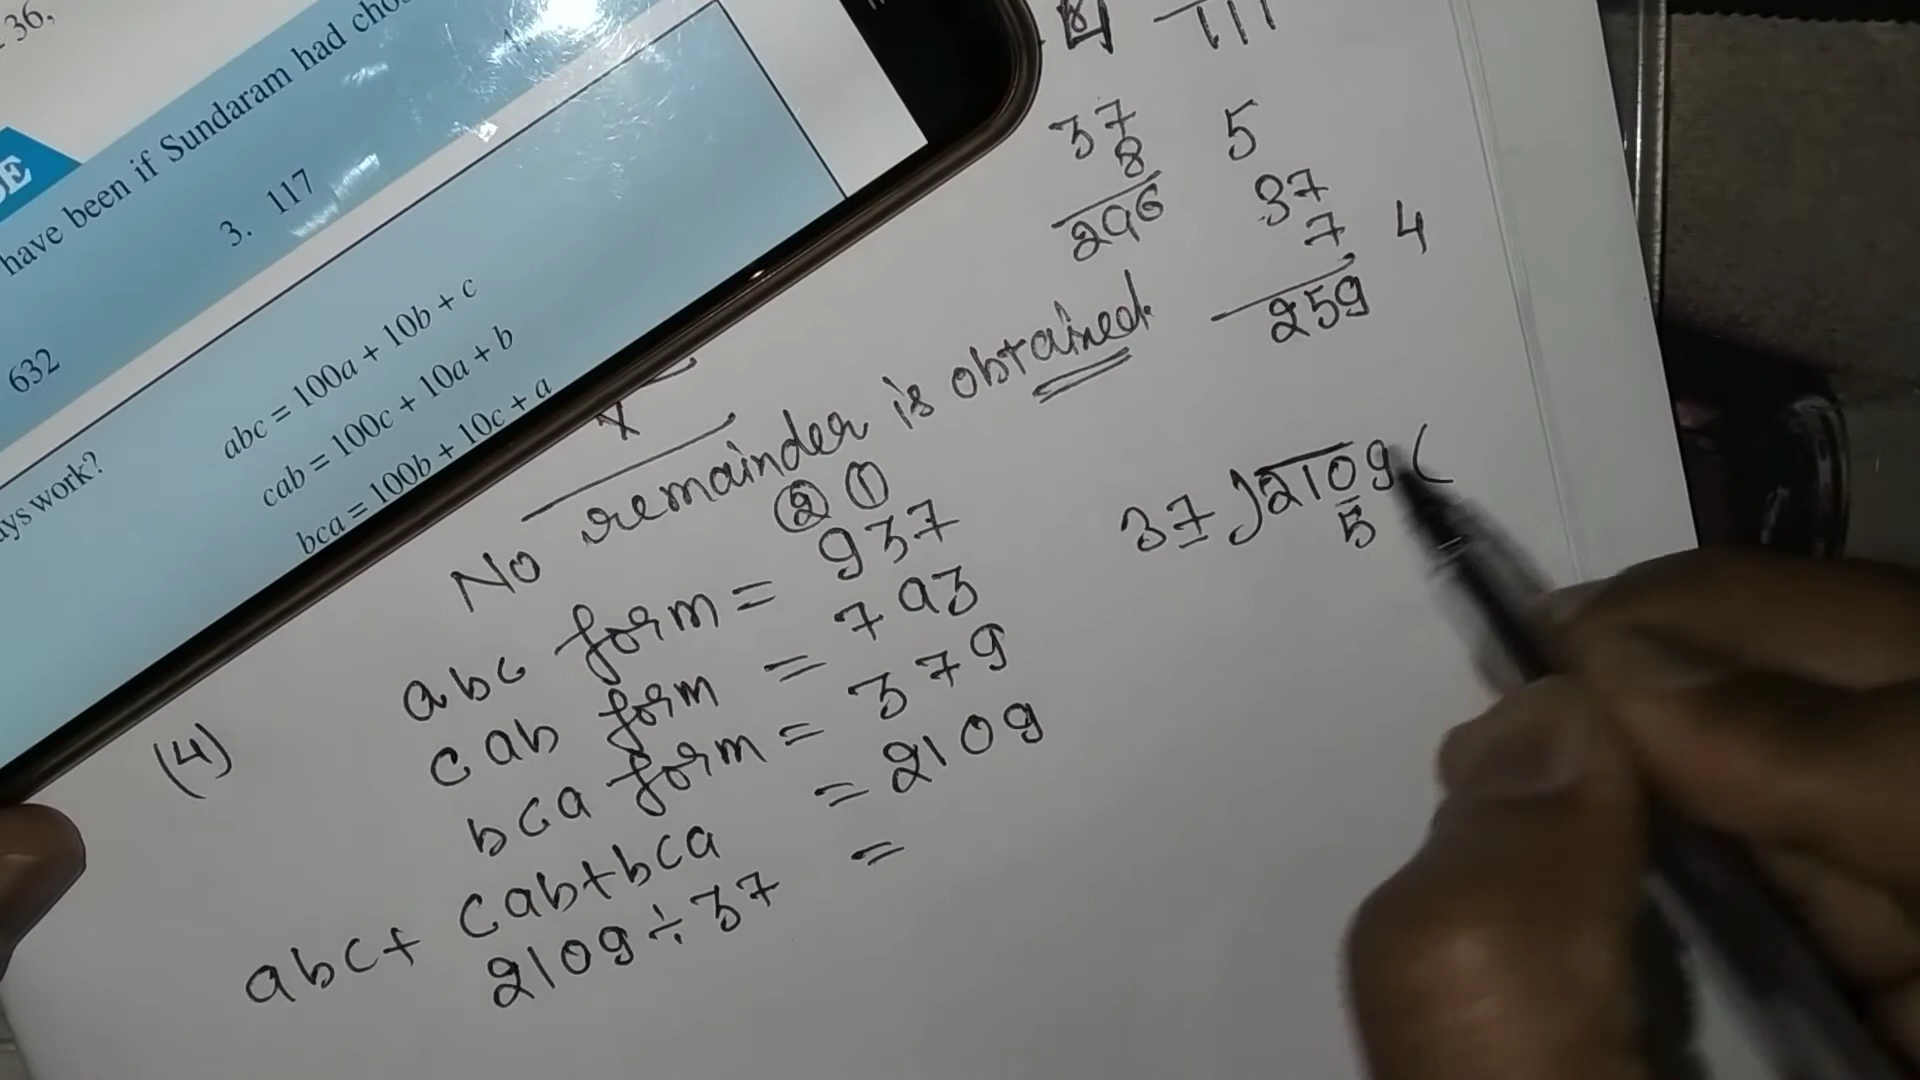 36,
have been if Sundaram had cho
3. 117
632
ys work?
abc = 100a + 10b + c
cab = 100c + 10a + b
bca = 100b + 10c + a
111
37
8
296
5
37
7 4
259
No remainder is obtained
② ①
(4) abc form = 937
cab form = 793
bca form = 379
abc + cab+bca = 2109
2109÷37 =
37)2109(
5